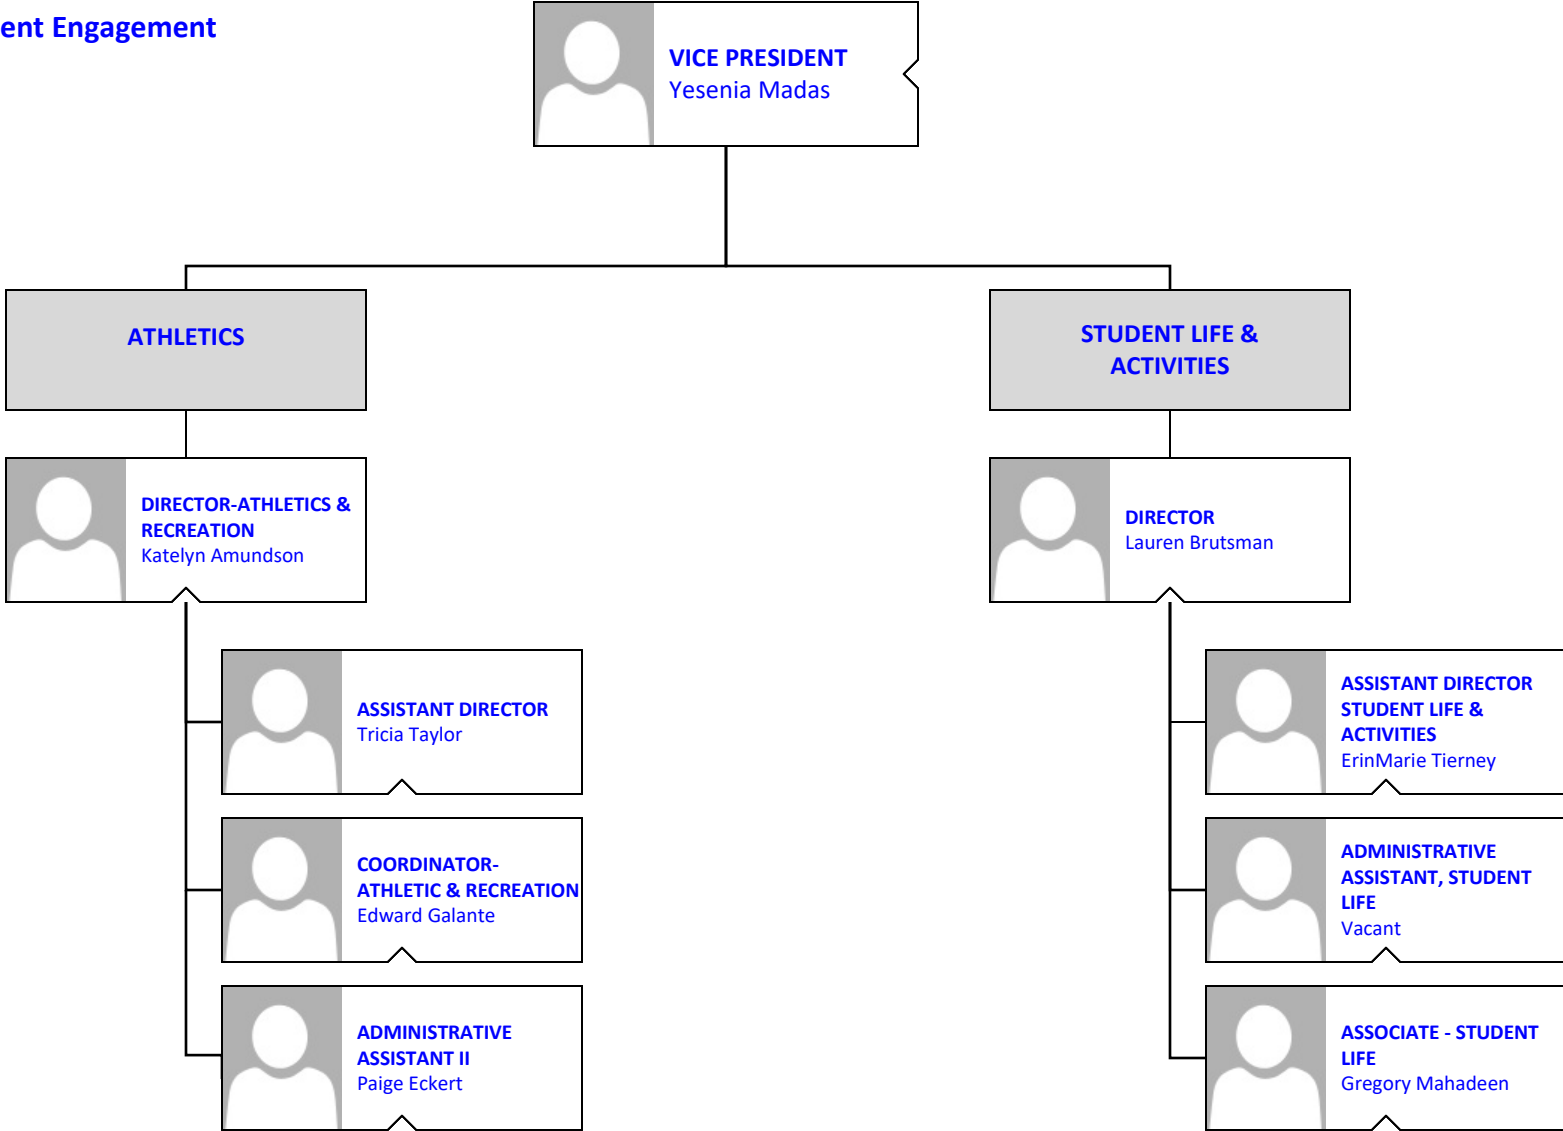 ent Engagement
VICE PRESIDENT
Yesenia Madas
ATHLETICS
STUDENT LIFE &
ACTIVITIES
DIRECTOR-ATHLETICS &
RECREATION
Katelyn Amundson
DIRECTOR
Lauren Brutsman
ASSISTANT DIRECTOR
Tricia Taylor
COORDINATOR-
ATHLETIC & RECREATION
Edward Galante
ADMINISTRATIVE
ASSISTANT II
Paige Eckert
ASSISTANT DIRECTOR
STUDENT LIFE &
ACTIVITIES
ErinMarie Tierney
ADMINISTRATIVE
ASSISTANT, STUDENT
LIFE
Vacant
ASSOCIATE - STUDENT
LIFE
Gregory Mahadeen